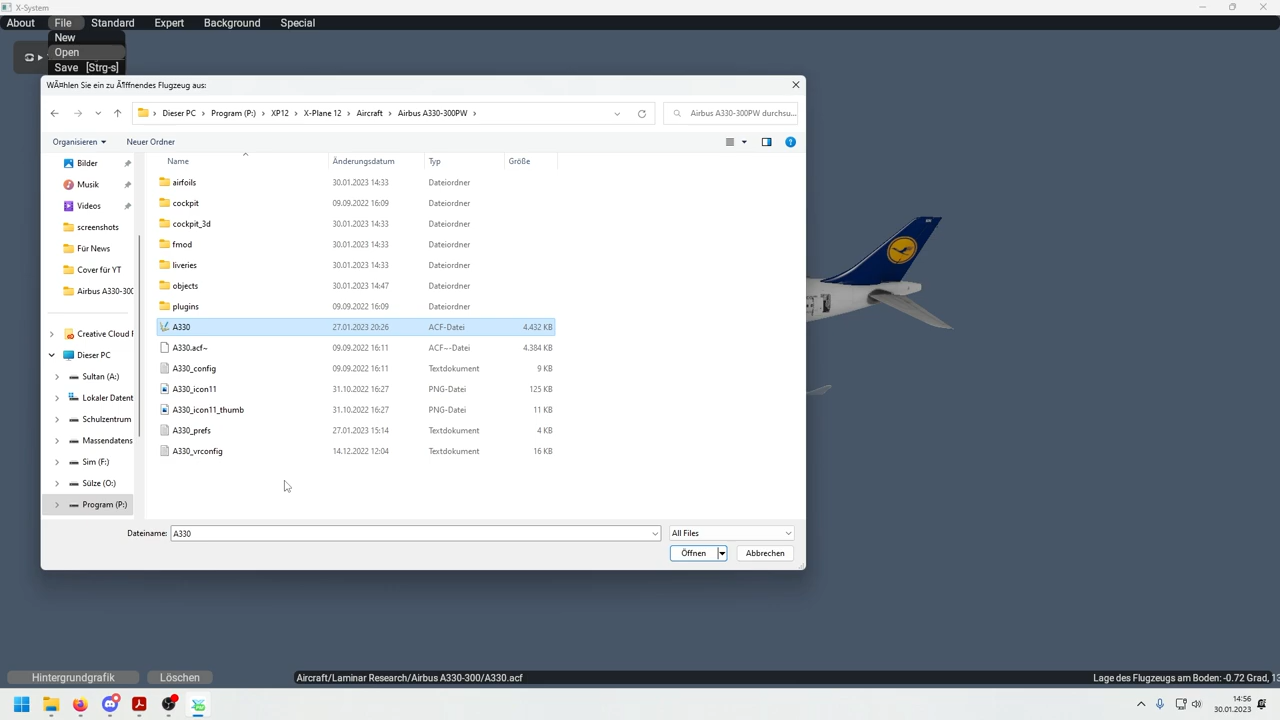 X-System
About File Standard Expert Background Special
New
Open
Save [Strg-s]
WÃ¤hlen Sie ein zu Ã¶ffnendes Flugzeug aus:
Dieser PC > Program (P:) > XP12 > X-Plane 12 > Aircraft > Airbus A330-300PW >
Airbus A330-300PW durchsu...
Organisieren Neuer Ordner
Name Änderungsdatum Typ Größe
Bilder
Musik
Videos
screenshots
Für News
Cover für YT
Airbus A330-300
Creative Cloud F
Dieser PC
Sultan (A:)
Lokaler Datent
Schulzentrum
Massendatens
Sim (F:)
Sülze (O:)
Program (P:)
airfoils 30.01.2023 14:33 Dateiordner
cockpit 09.09.2022 16:09 Dateiordner
cockpit_3d 30.01.2023 14:33 Dateiordner
fmod 30.01.2023 14:33 Dateiordner
liveries 30.01.2023 14:33 Dateiordner
objects 30.01.2023 14:47 Dateiordner
plugins 09.09.2022 16:09 Dateiordner
A330 27.01.2023 20:26 ACF-Datei 4.432 KB
A330.acf~ 09.09.2022 16:11 ACF~-Datei 4.384 KB
A330_config 09.09.2022 16:11 Textdokument 9 KB
A330_icon11 31.10.2022 16:27 PNG-Datei 125 KB
A330_icon11_thumb 31.10.2022 16:27 PNG-Datei 11 KB
A330_prefs 27.01.2023 15:14 Textdokument 4 KB
A330_vrconfig 14.12.2022 12:04 Textdokument 16 KB
Dateiname: A330 All Files
Öffnen Abbrechen
Hintergrundgrafik Löschen Aircraft/Laminar Research/Airbus A330-300/A330.acf Lage des Flugzeugs am Boden: -0.72 Grad, 13
14:56
30.01.2023